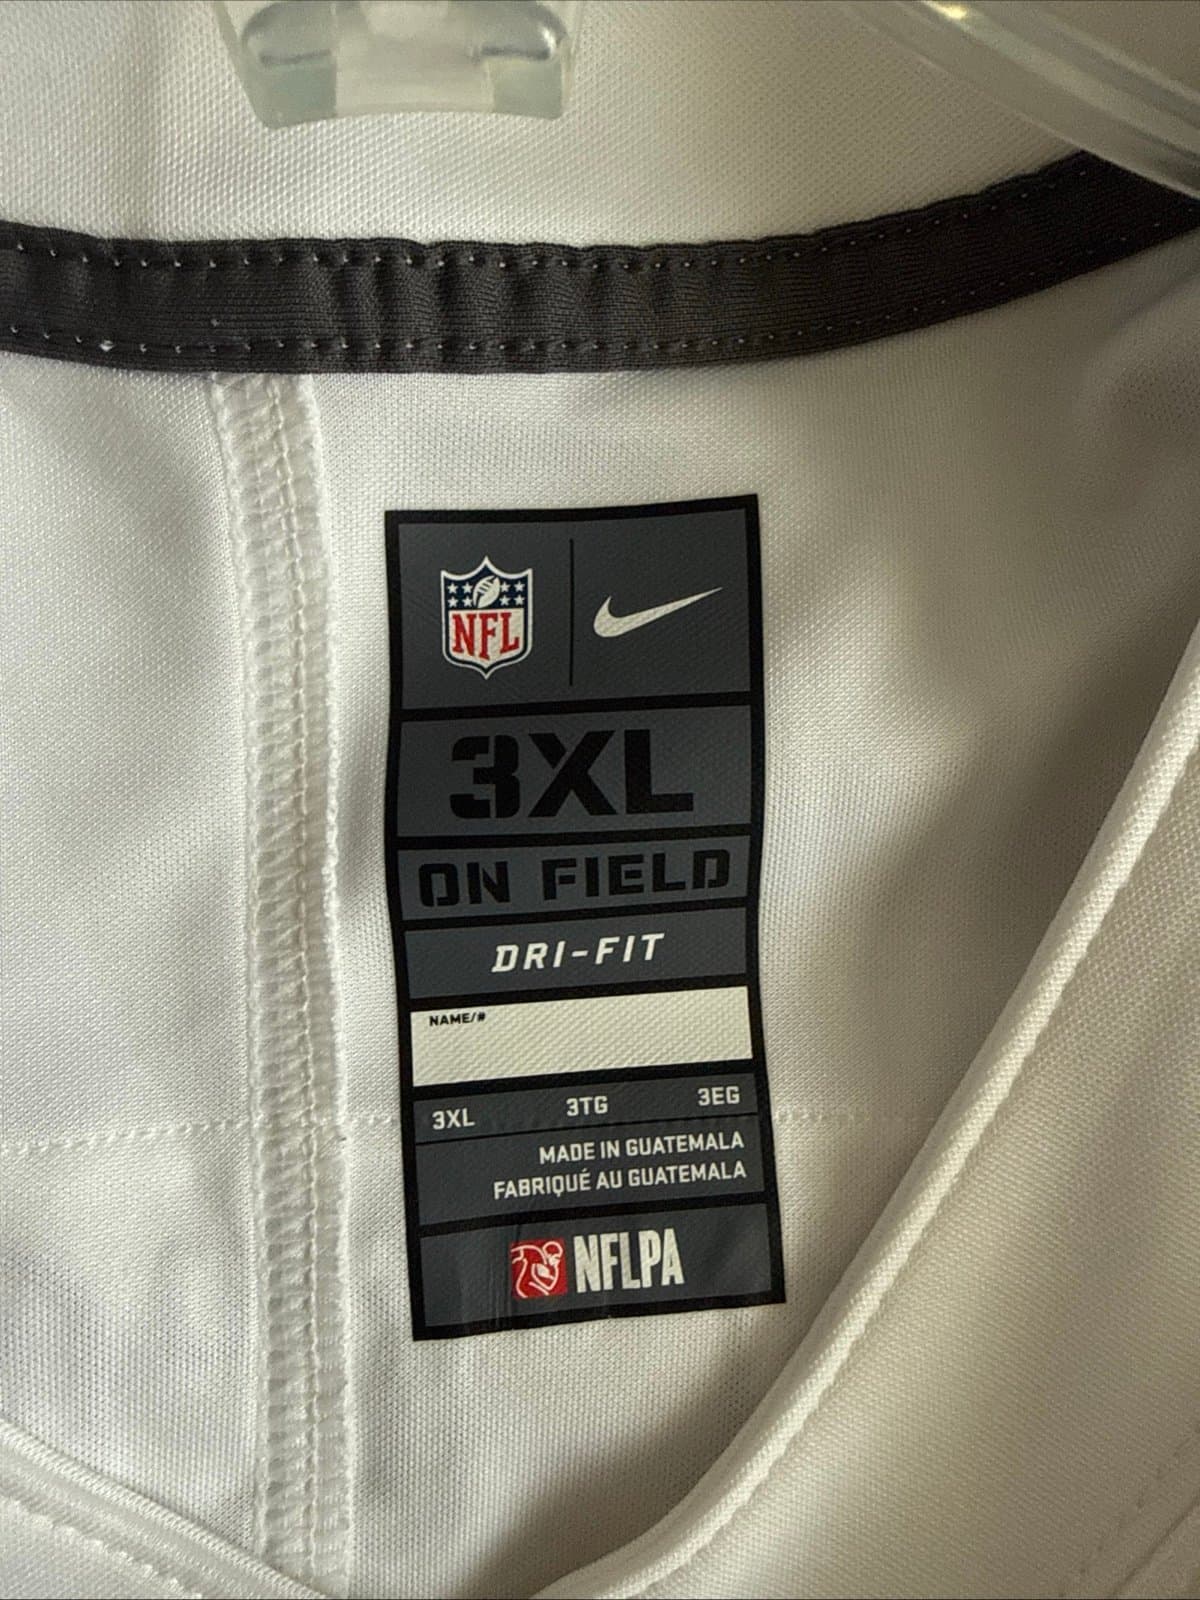 NFL
3XL
ON FIELD
DRI-FIT
NAME/#
3XL 3TG 3EG
MADE IN GUATEMALA
FABRIQUÉ AU GUATEMALA
NFLPA